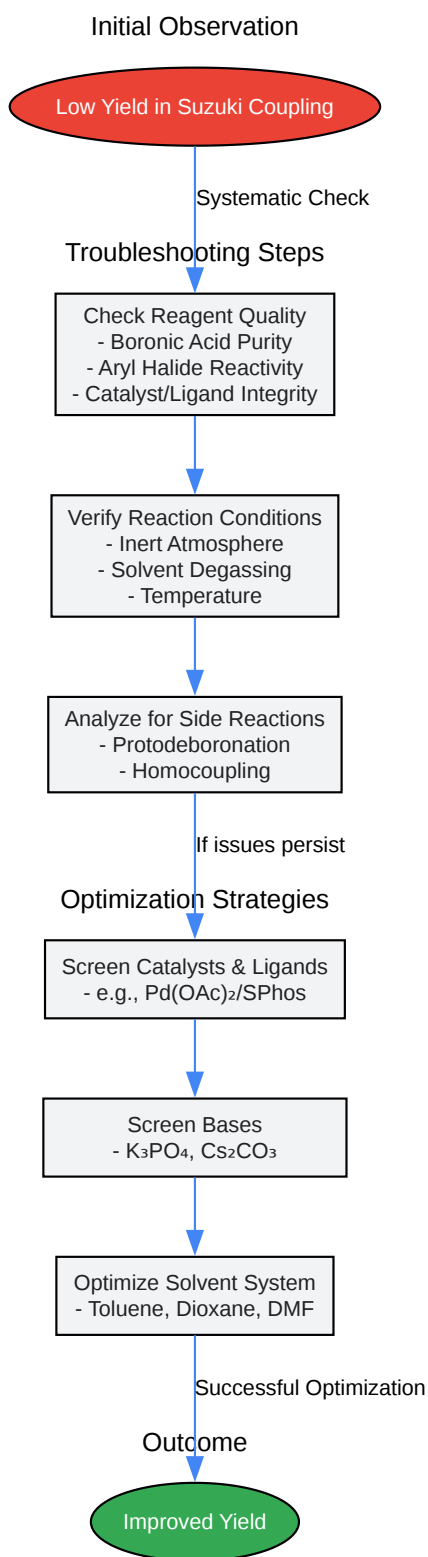 Initial Observation
Low Yield in Suzuki Coupling
Systematic Check
Troubleshooting Steps
Check Reagent Quality
- Boronic Acid Purity
- Aryl Halide Reactivity
- Catalyst/Ligand Integrity
Verify Reaction Conditions
- Inert Atmosphere
- Solvent Degassing
- Temperature
Analyze for Side Reactions
- Protodeboronation
- Homocoupling
If issues persist
Optimization Strategies
Screen Catalysts & Ligands
- e.g., Pd(OAc)₂/SPhos
Screen Bases
- K₃PO₄, Cs₂CO₃
Optimize Solvent System
- Toluene, Dioxane, DMF
Successful Optimization
Outcome
Improved Yield